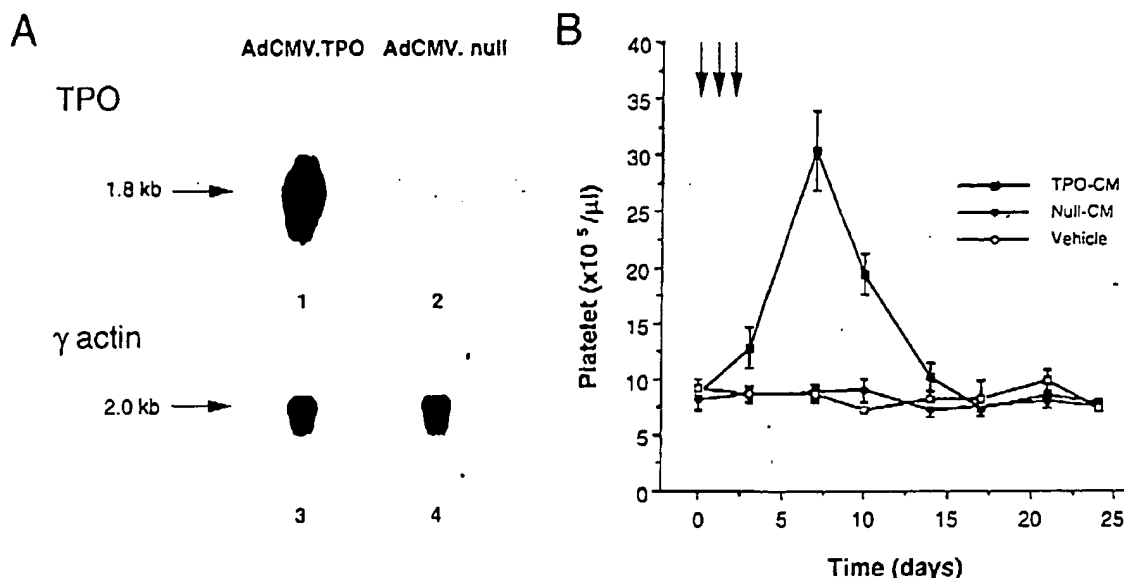 A
AdCMV.TPO AdCMV. null
TPO
1.8 kb
1 2
γ actin
2.0 kb
3 4
B
40
35
30
25
20
15
10
5
0
Platelet (x10 5/μl)
TPO-CM
Null-CM
Vehicle
0 5 10 15 20 25
Time (days)